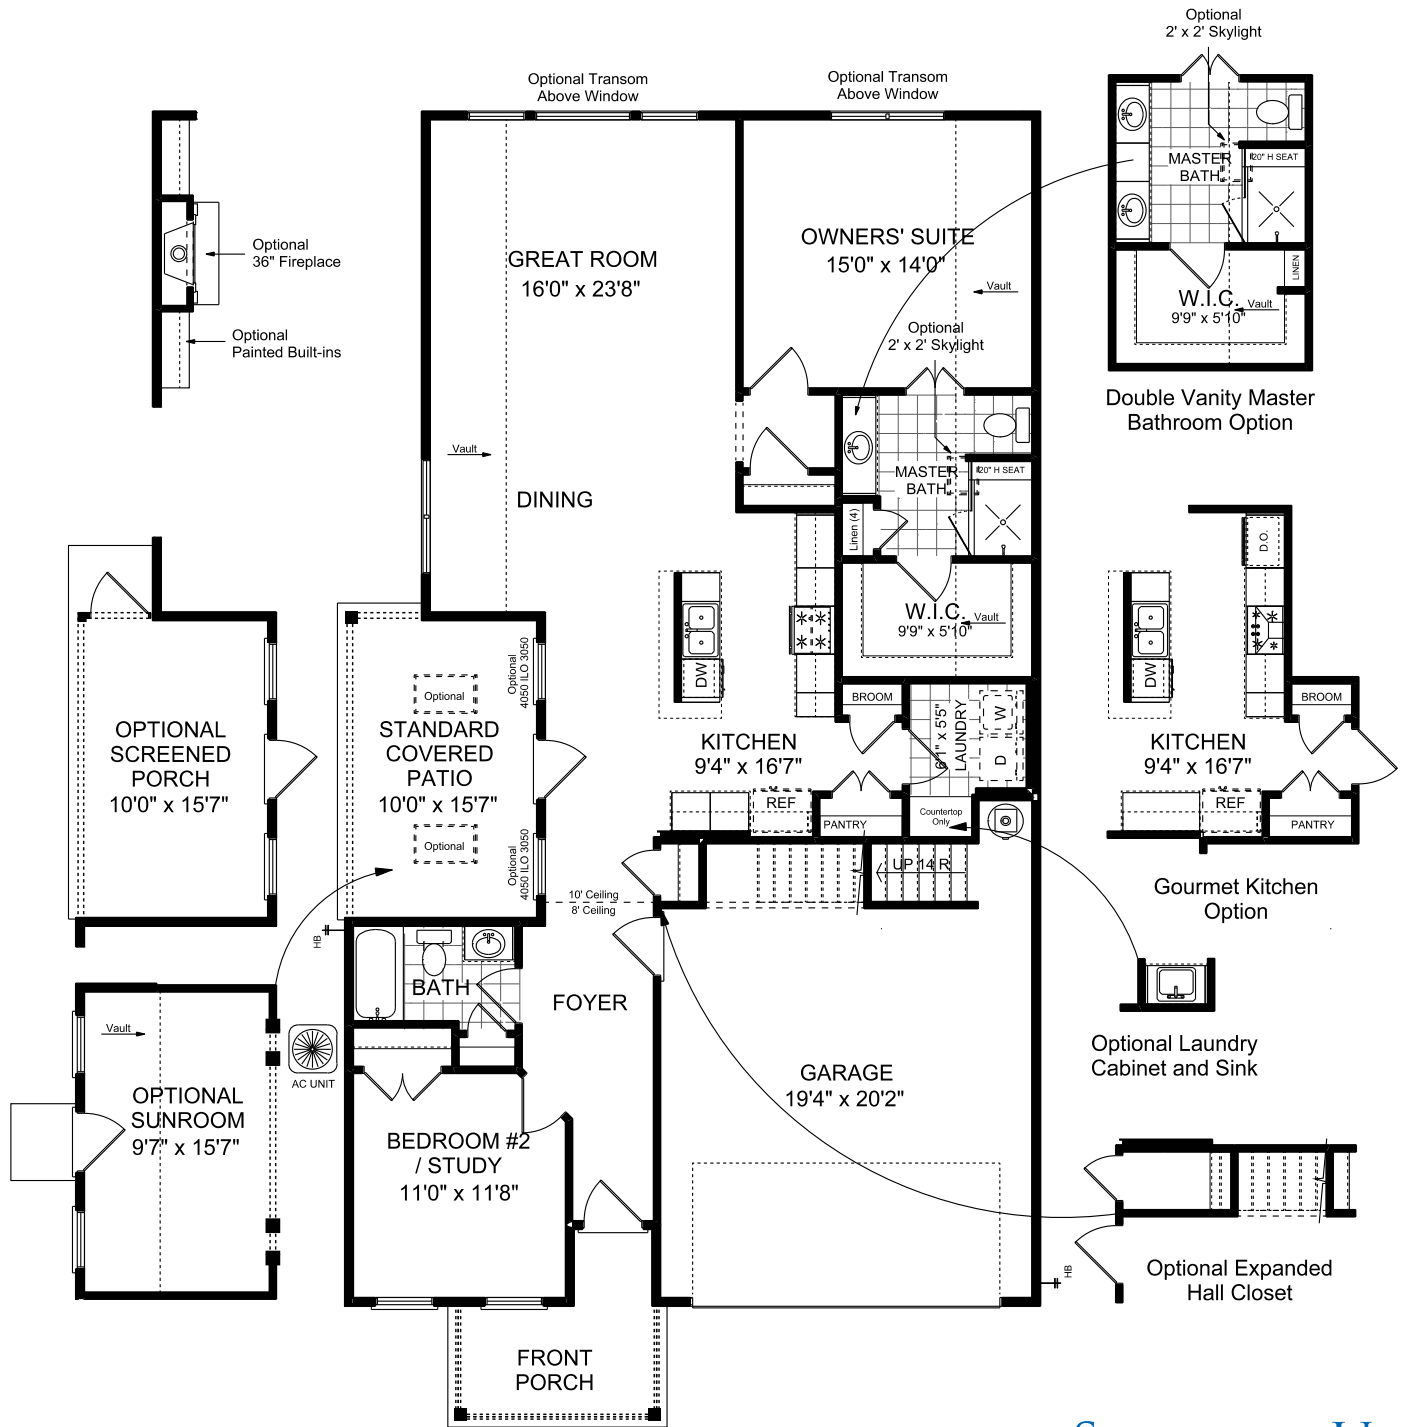 Optional
2' x 2' Skylight
Optional Transom
Above Window
Optional Transom
Above Window
MASTER
BATH
20" H SEAT
LINEN
W.I.C.
9'9" x 5'10"
Vault
Double Vanity Master
Bathroom Option
Optional
36" Fireplace
Optional
Painted Built-ins
GREAT ROOM
16'0" x 23'8"
OWNERS' SUITE
15'0" x 14'0"
Vault
Optional
2' x 2' Skylight
Vault
DINING
MASTER
BATH
20" H SEAT
Linen (4)
W.I.C.
9'9" x 5'10"
Vault
D.O.
DW
DW
BROOM
BROOM
OPTIONAL
SCREENED
PORCH
10'0" x 15'7"
STANDARD
COVERED
PATIO
10'0" x 15'7"
Optional
Optional
Optional
4050 ILO 3050
Optional
4050 ILO 3050
KITCHEN
9'4" x 16'7"
REF
PANTRY
6'1" x 5'5"
LAUNDRY
W
D
Countertop
Only
KITCHEN
9'4" x 16'7"
REF
PANTRY
Gourmet Kitchen
Option
UP 14 R
10' Ceiling
8' Ceiling
HB
BATH
FOYER
Vault
OPTIONAL
SUNROOM
9'7" x 15'7"
AC UNIT
Optional Laundry
Cabinet and Sink
GARAGE
19'4" x 20'2"
BEDROOM #2
/ STUDY
11'0" x 11'8"
HB
Optional Expanded
Hall Closet
FRONT
PORCH